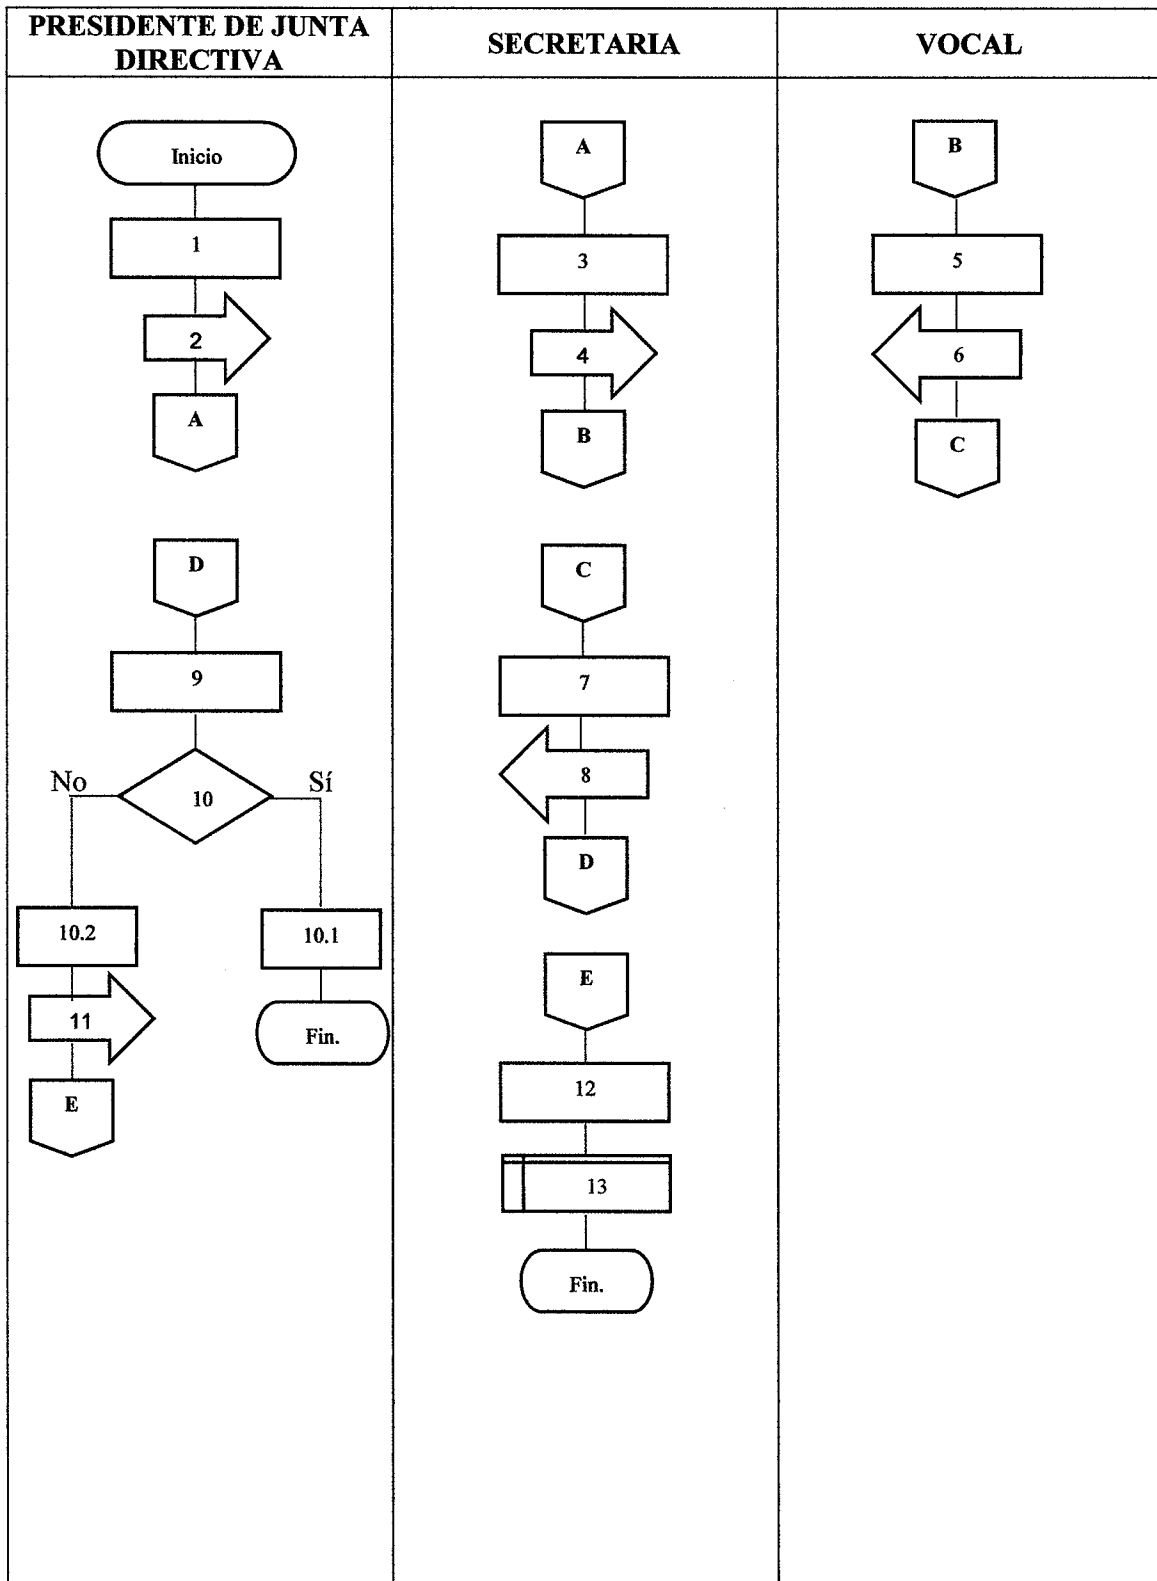 PRESIDENTE DE JUNTA
DIRECTIVA
SECRETARIA
VOCAL
Inicio
1
2
A
D
9
No
10
Sí
10.2
10.1
11
Fin.
E
A
3
4
B
C
7
8
D
E
12
13
Fin.
B
5
6
C